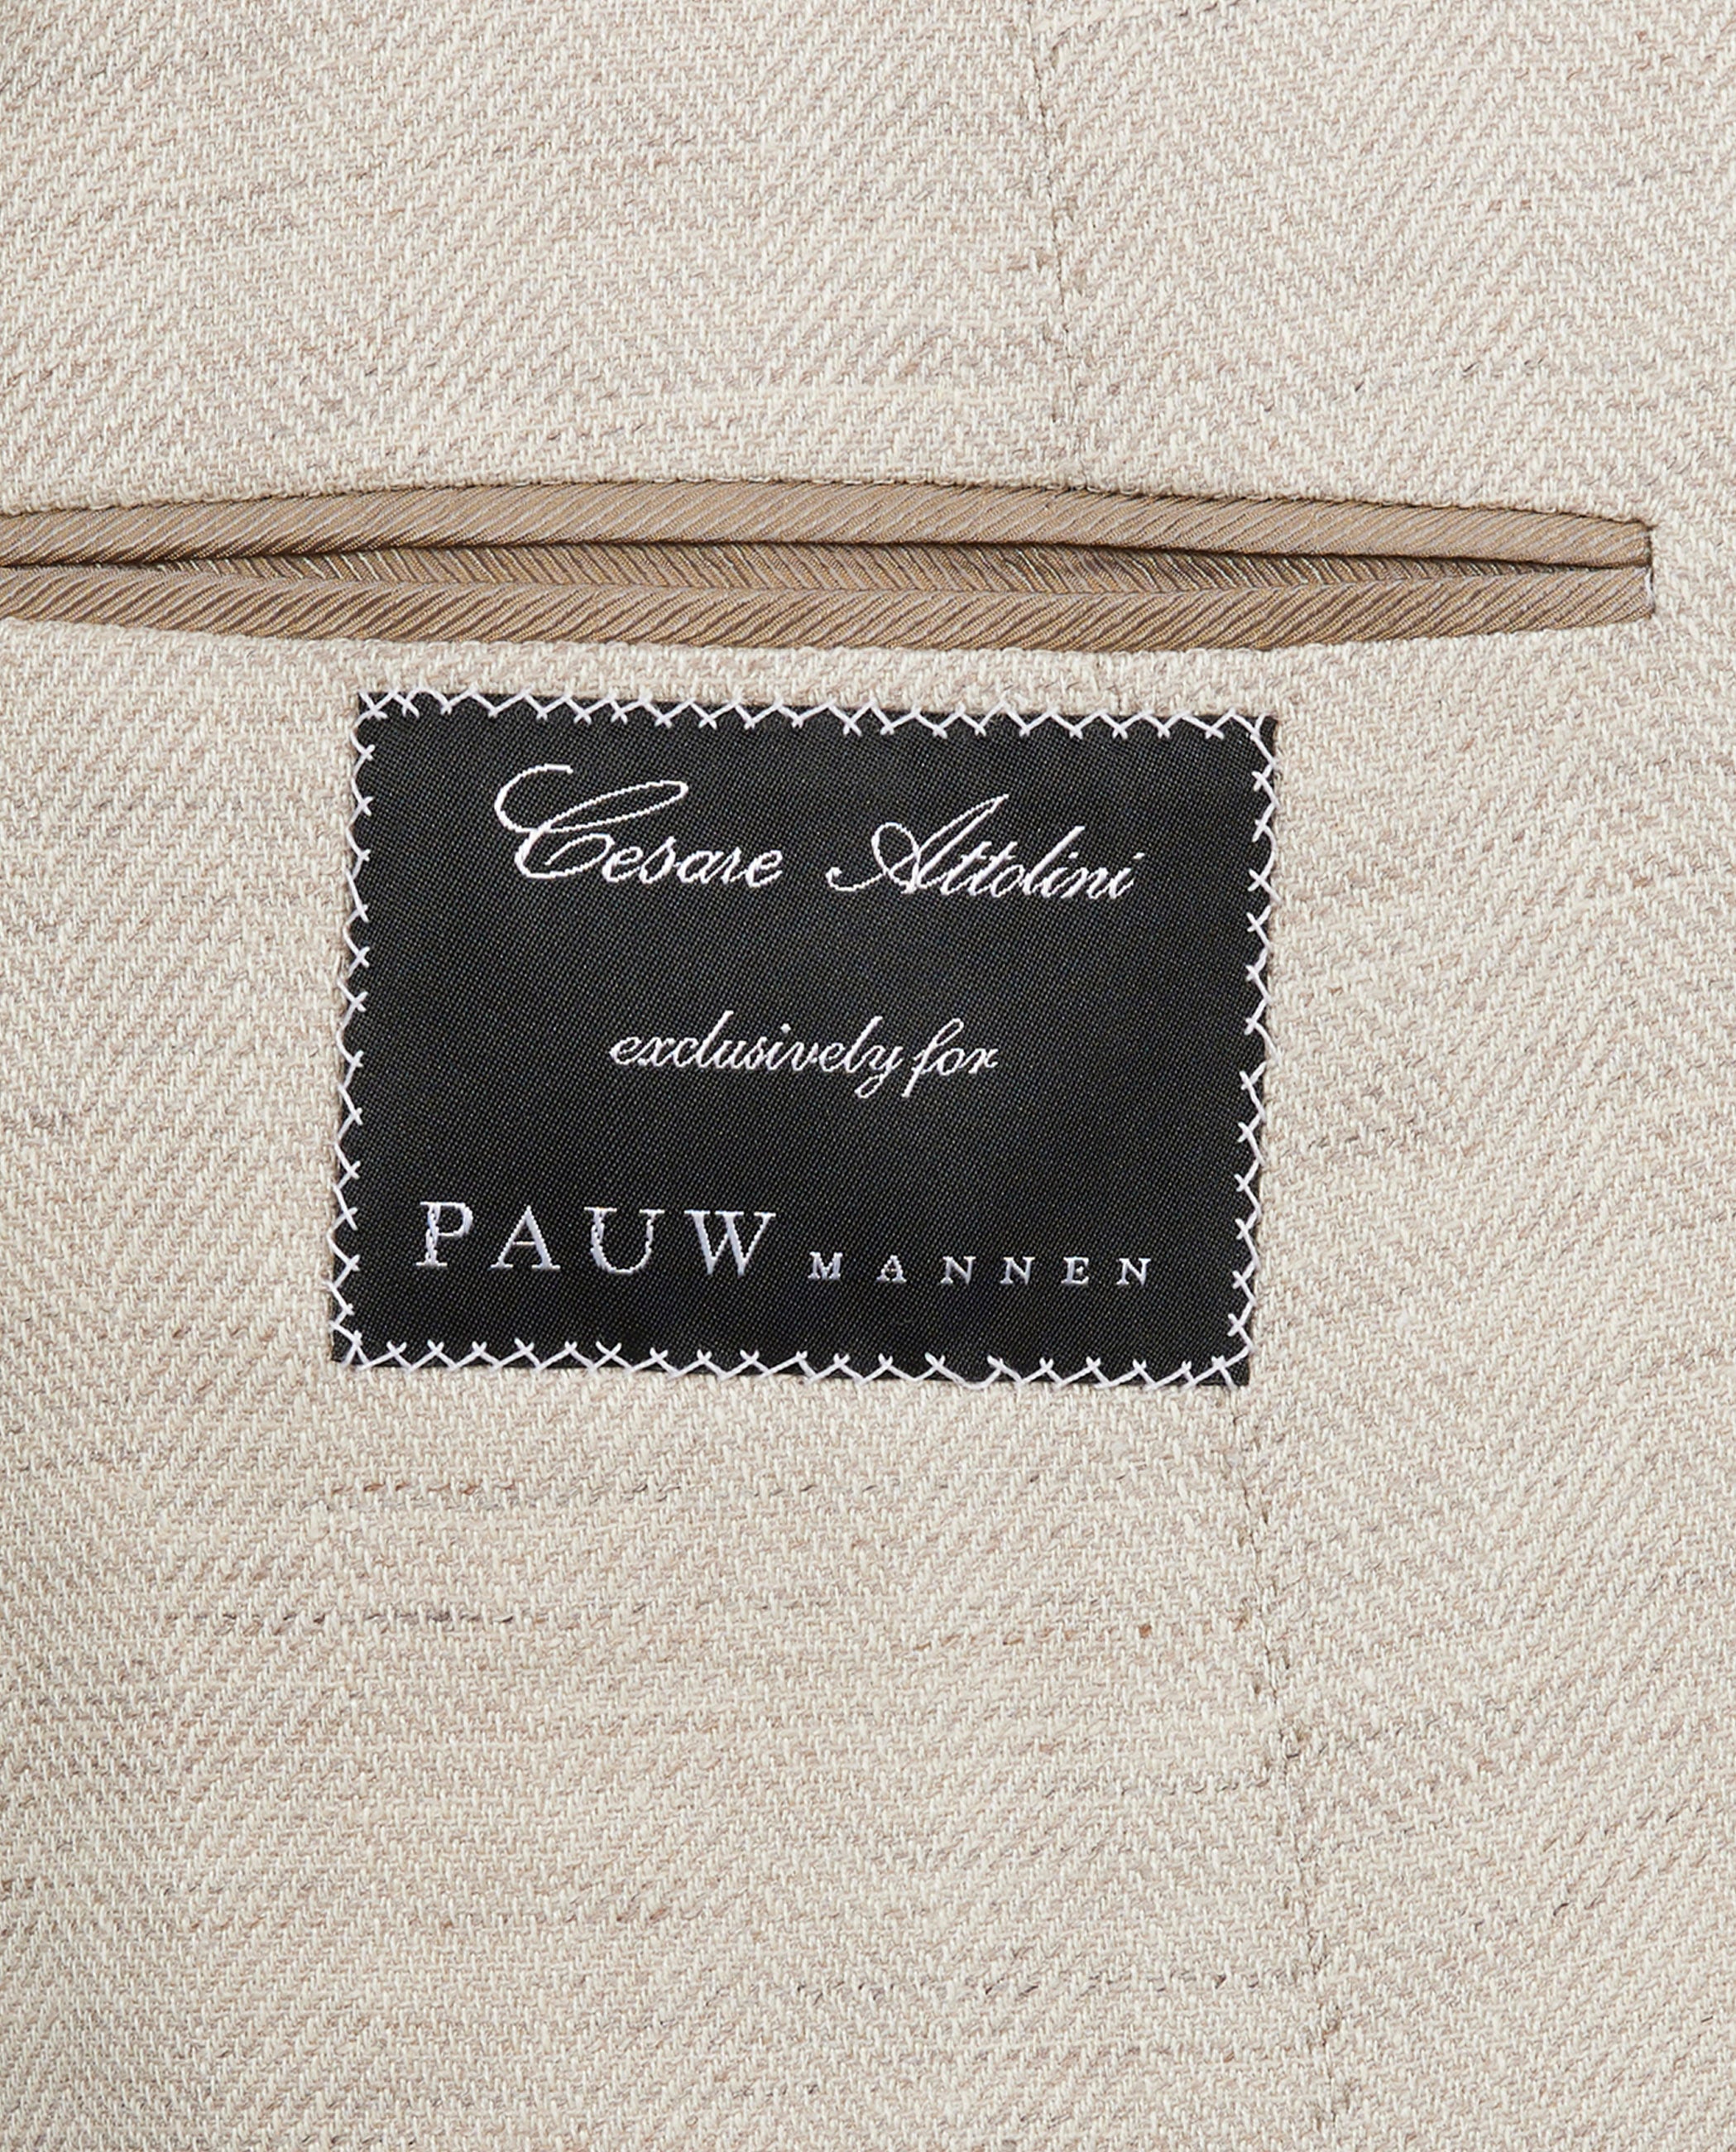 Cesare Attolini
exclusively for
PAUW MANNEN